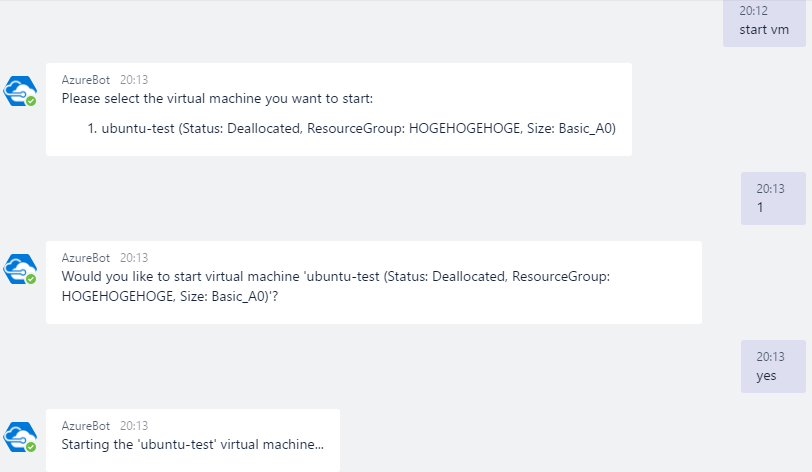 20:12
start vm
AzureBot 20:13
Please select the virtual machine you want to start:
1. ubuntu-test (Status: Deallocated, ResourceGroup: HOGEHOGEHOGE, Size: Basic_A0)
20:13
1
AzureBot 20:13
Would you like to start virtual machine 'ubuntu-test (Status: Deallocated, ResourceGroup:
HOGEHOGEHOGE, Size: Basic_A0)'?
20:13
yes
AzureBot 20:13
Starting the 'ubuntu-test' virtual machine...